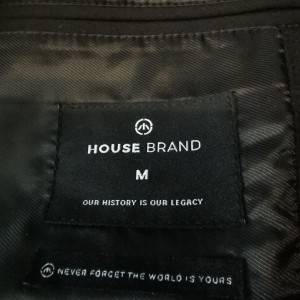 HOUSE BRAND
M
OUR HISTORY IS OUR LEGACY
NEVER FORGET THE WORLD IS YOURS